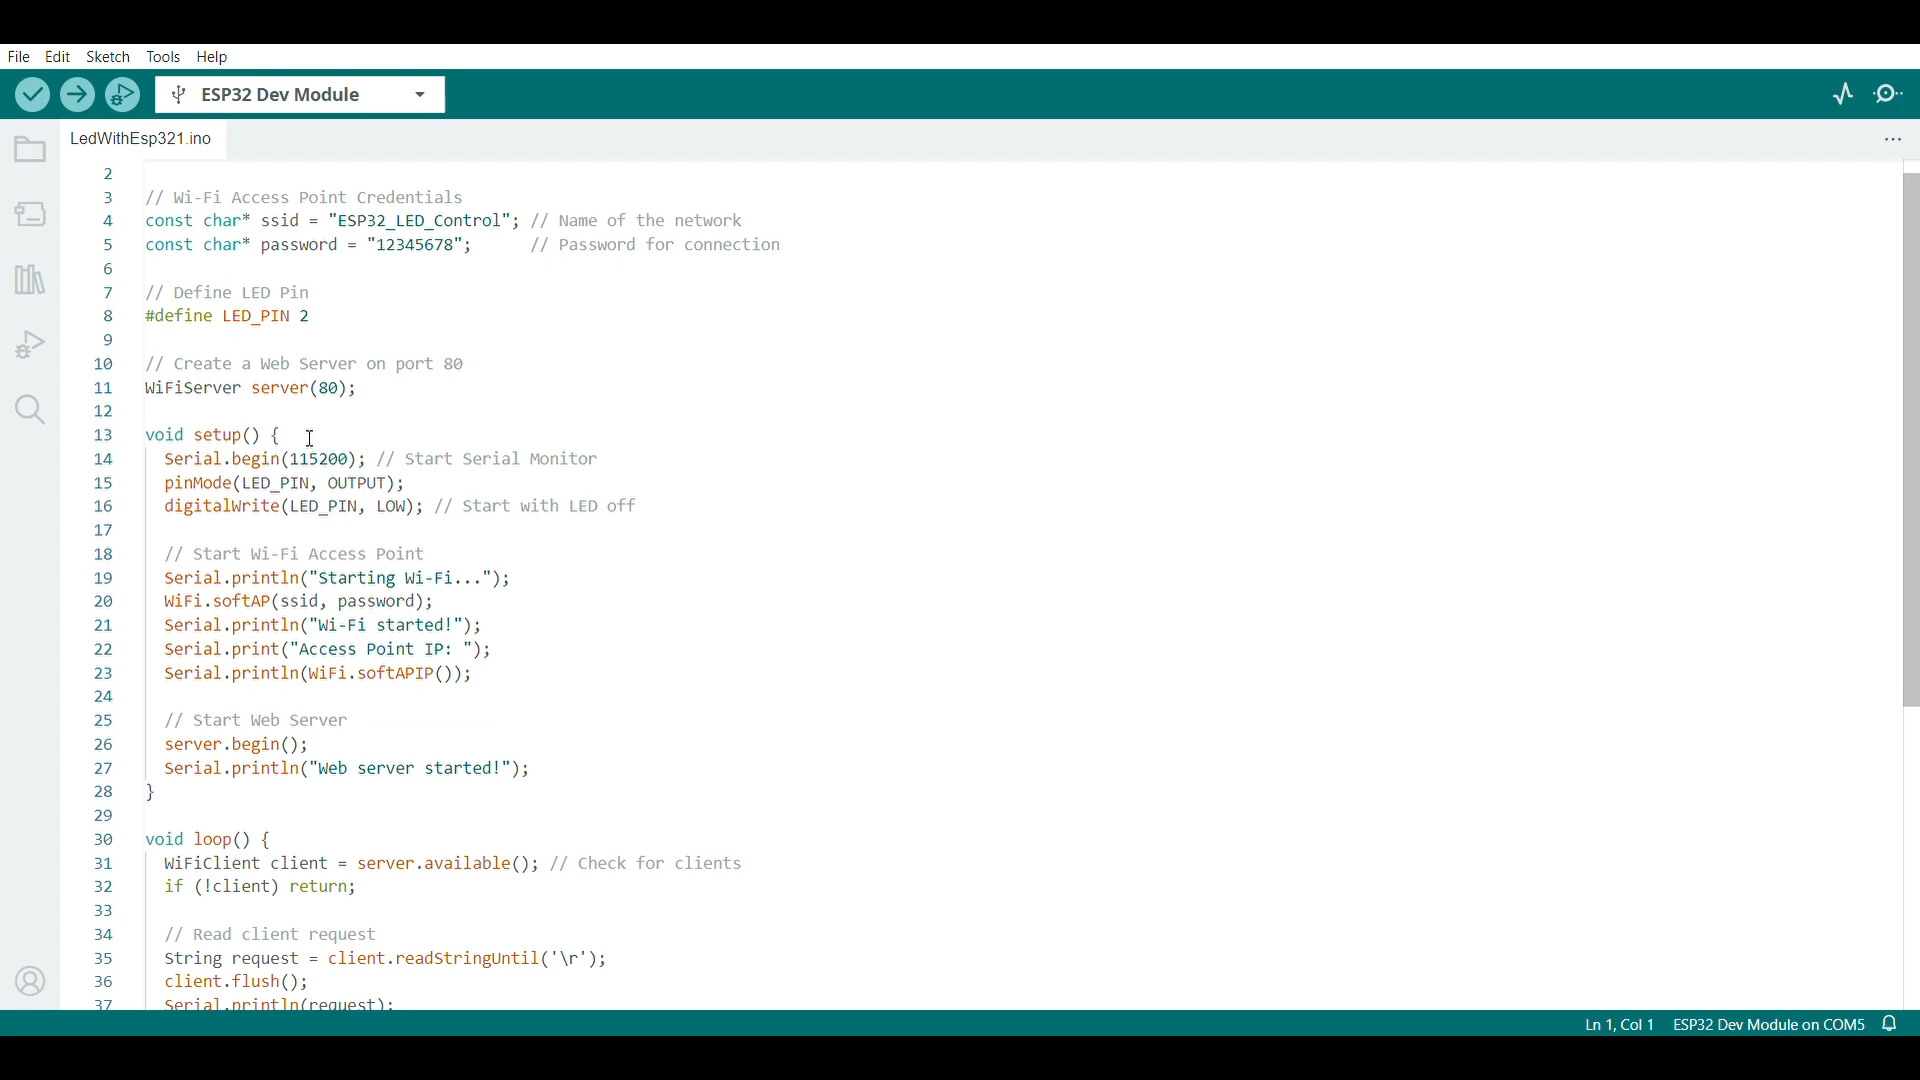 File Edit Sketch Tools Help
ESP32 Dev Module
LedWithEsp321.ino
2
3 // Wi-Fi Access Point Credentials
4 const char* ssid = "ESP32_LED_Control"; // Name of the network
5 const char* password = "12345678"; // Password for connection
6
7 // Define LED Pin
8 #define LED_PIN 2
9
10 // Create a Web Server on port 80
11 WiFiServer server(80);
12
13 void setup() {
14 Serial.begin(115200); // Start Serial Monitor
15 pinMode(LED_PIN, OUTPUT);
16 digitalWrite(LED_PIN, LOW); // Start with LED off
17
18 // Start Wi-Fi Access Point
19 Serial.println("Starting Wi-Fi...");
20 WiFi.softAP(ssid, password);
21 Serial.println("Wi-Fi started!");
22 Serial.print("Access Point IP: ");
23 Serial.println(WiFi.softAPIP());
24
25 // Start Web Server
26 server.begin();
27 Serial.println("Web server started!");
28 }
29
30 void loop() {
31 WiFiClient client = server.available(); // Check for clients
32 if (!client) return;
33
34 // Read client request
35 String request = client.readStringUntil('\r');
36 client.flush();
37 Serial.println(request);
Ln 1, Col 1 ESP32 Dev Module on COM5